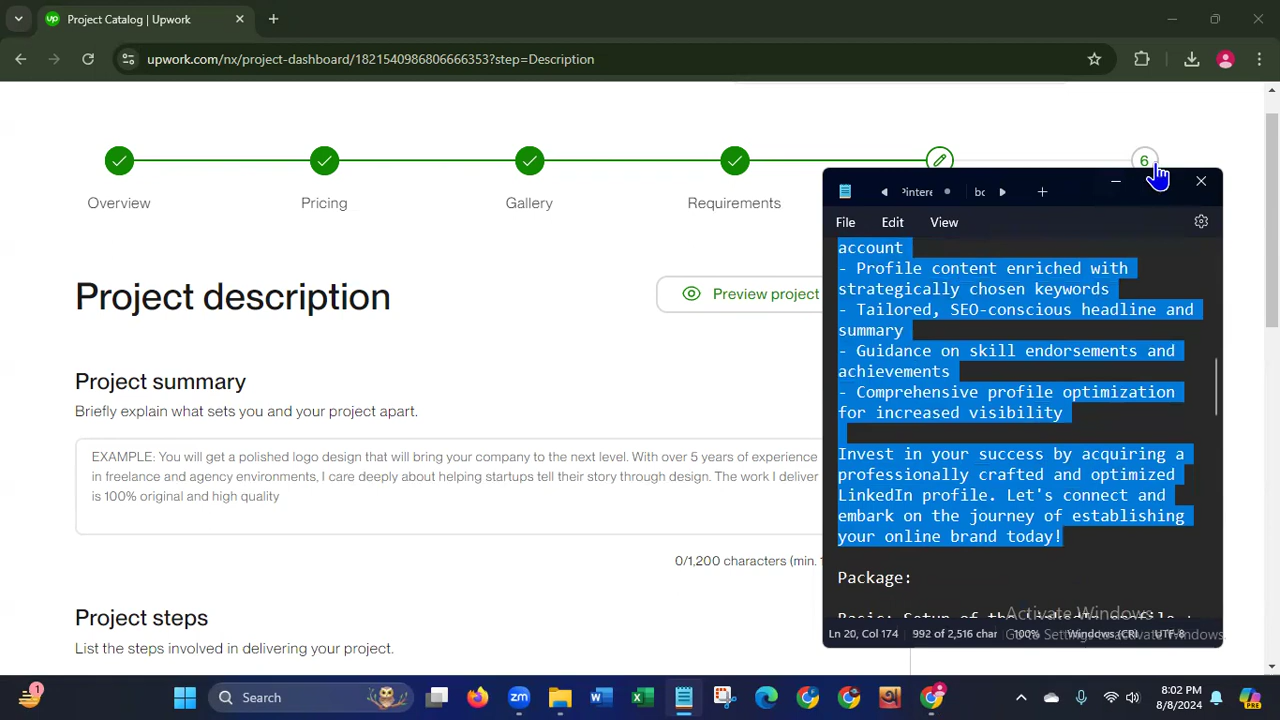 Project Catalog | Upwork
upwork.com/nx/project-dashboard/1821540986806666353?step=Description
6
Overview
Pricing
Gallery
Requirements
File
Edit
View
account
- Profile content enriched with
strategically chosen keywords
- Tailored, SEO-conscious headline and
summary
- Guidance on skill endorsements and
achievements
- Comprehensive profile optimization
for increased visibility
Invest in your success by acquiring a
professionally crafted and optimized
LinkedIn profile. Let's connect and
embark on the journey of establishing
your online brand today!
Package:
Ln 20, Col 174
992 of 2,516 char
100%
Windows (CRLF)
UTF-8
Activate Windows
Go to Settings to activate Windows.
Project description
Preview project
Project summary
Briefly explain what sets you and your project apart.
EXAMPLE: You will get a polished logo design that will bring your company to the next level. With over 5 years of experience
in freelance and agency environments, I care deeply about helping startups tell their story through design. The work I deliver
is 100% original and high quality
0/1,200 characters (min.
Project steps
List the steps involved in delivering your project.
1
Search
PRE
8:02 PM
8/8/2024